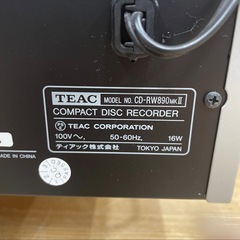 TEAC MODEL NO. CD-RW890MKII
COMPACT DISC RECORDER
TEAC CORPORATION
100V～ 50-60Hz, 16W
ティアック株式会社 TOKYO JAPAN
MADE IN CHINA